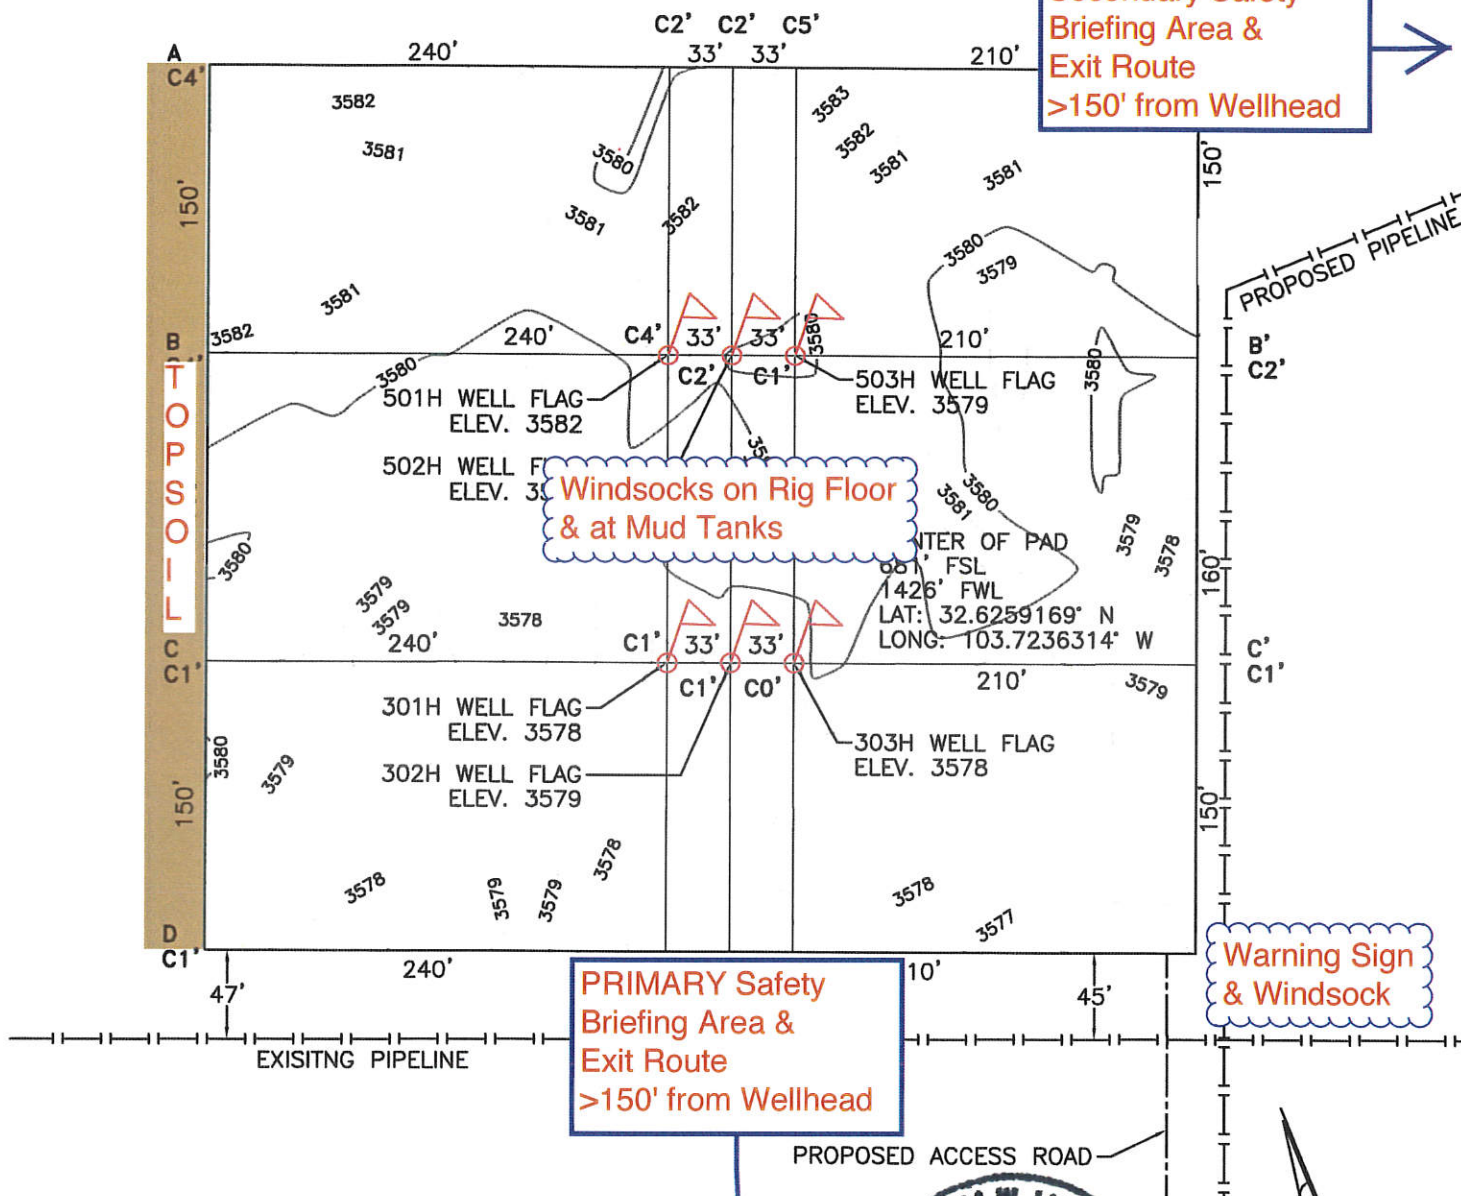 Secondary Safety
Briefing Area &
Exit Route
>150' from Wellhead
C2' C2' C5'
A 240' 33' 33' 210'
C4'
3582
3581
3580
3581
3582
3583
3582
3581
3581
150'
150'
3580
3579
PROPOSED PIPELINE
3581
3582
B 240' C4' 33' 33' 3580 210' B'
C2' C1' C2'
3580
3580
501H WELL FLAG
ELEV. 3582
503H WELL FLAG
ELEV. 3579
502H WELL
ELEV.
TOPSOIL
Windsocks on Rig Floor
& at Mud Tanks
3580
3581
3579
3578
160'
OF PAD
FSL
1426' FWL
LAT: 32.6259169° N
LONG: 103.7236314° W
3580
3579
3579
3578
C 240' C1' 33' 33' C'
C1' C1' C0' 210' C1'
3579
301H WELL FLAG
ELEV. 3578
302H WELL FLAG
ELEV. 3579
303H WELL FLAG
ELEV. 3578
3580
3579
150'
150'
3578
3579
3579
3578
3578
3577
D
C1'
240' 10'
47' 45'
Warning Sign
& Windsock
PRIMARY Safety
Briefing Area &
Exit Route
>150' from Wellhead
EXISITNG PIPELINE
PROPOSED ACCESS ROAD